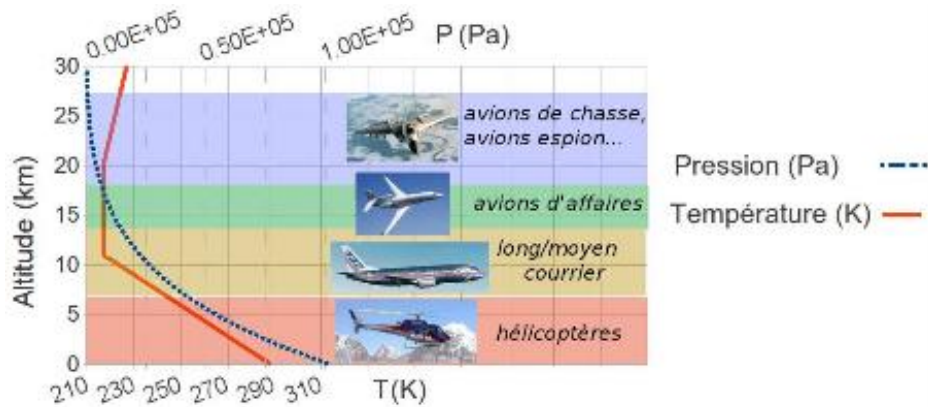 0.00E+05 0.50E+05 1.00E+05 P (Pa)
30
25
20
15
10
5
0
Altitude (km)
avions de chasse,
avions espion...
avions d'affaires
long/moyen
courrier
hélicoptères
Pression (Pa)
Température (K)
210 230 250 270 290 310 T(K)